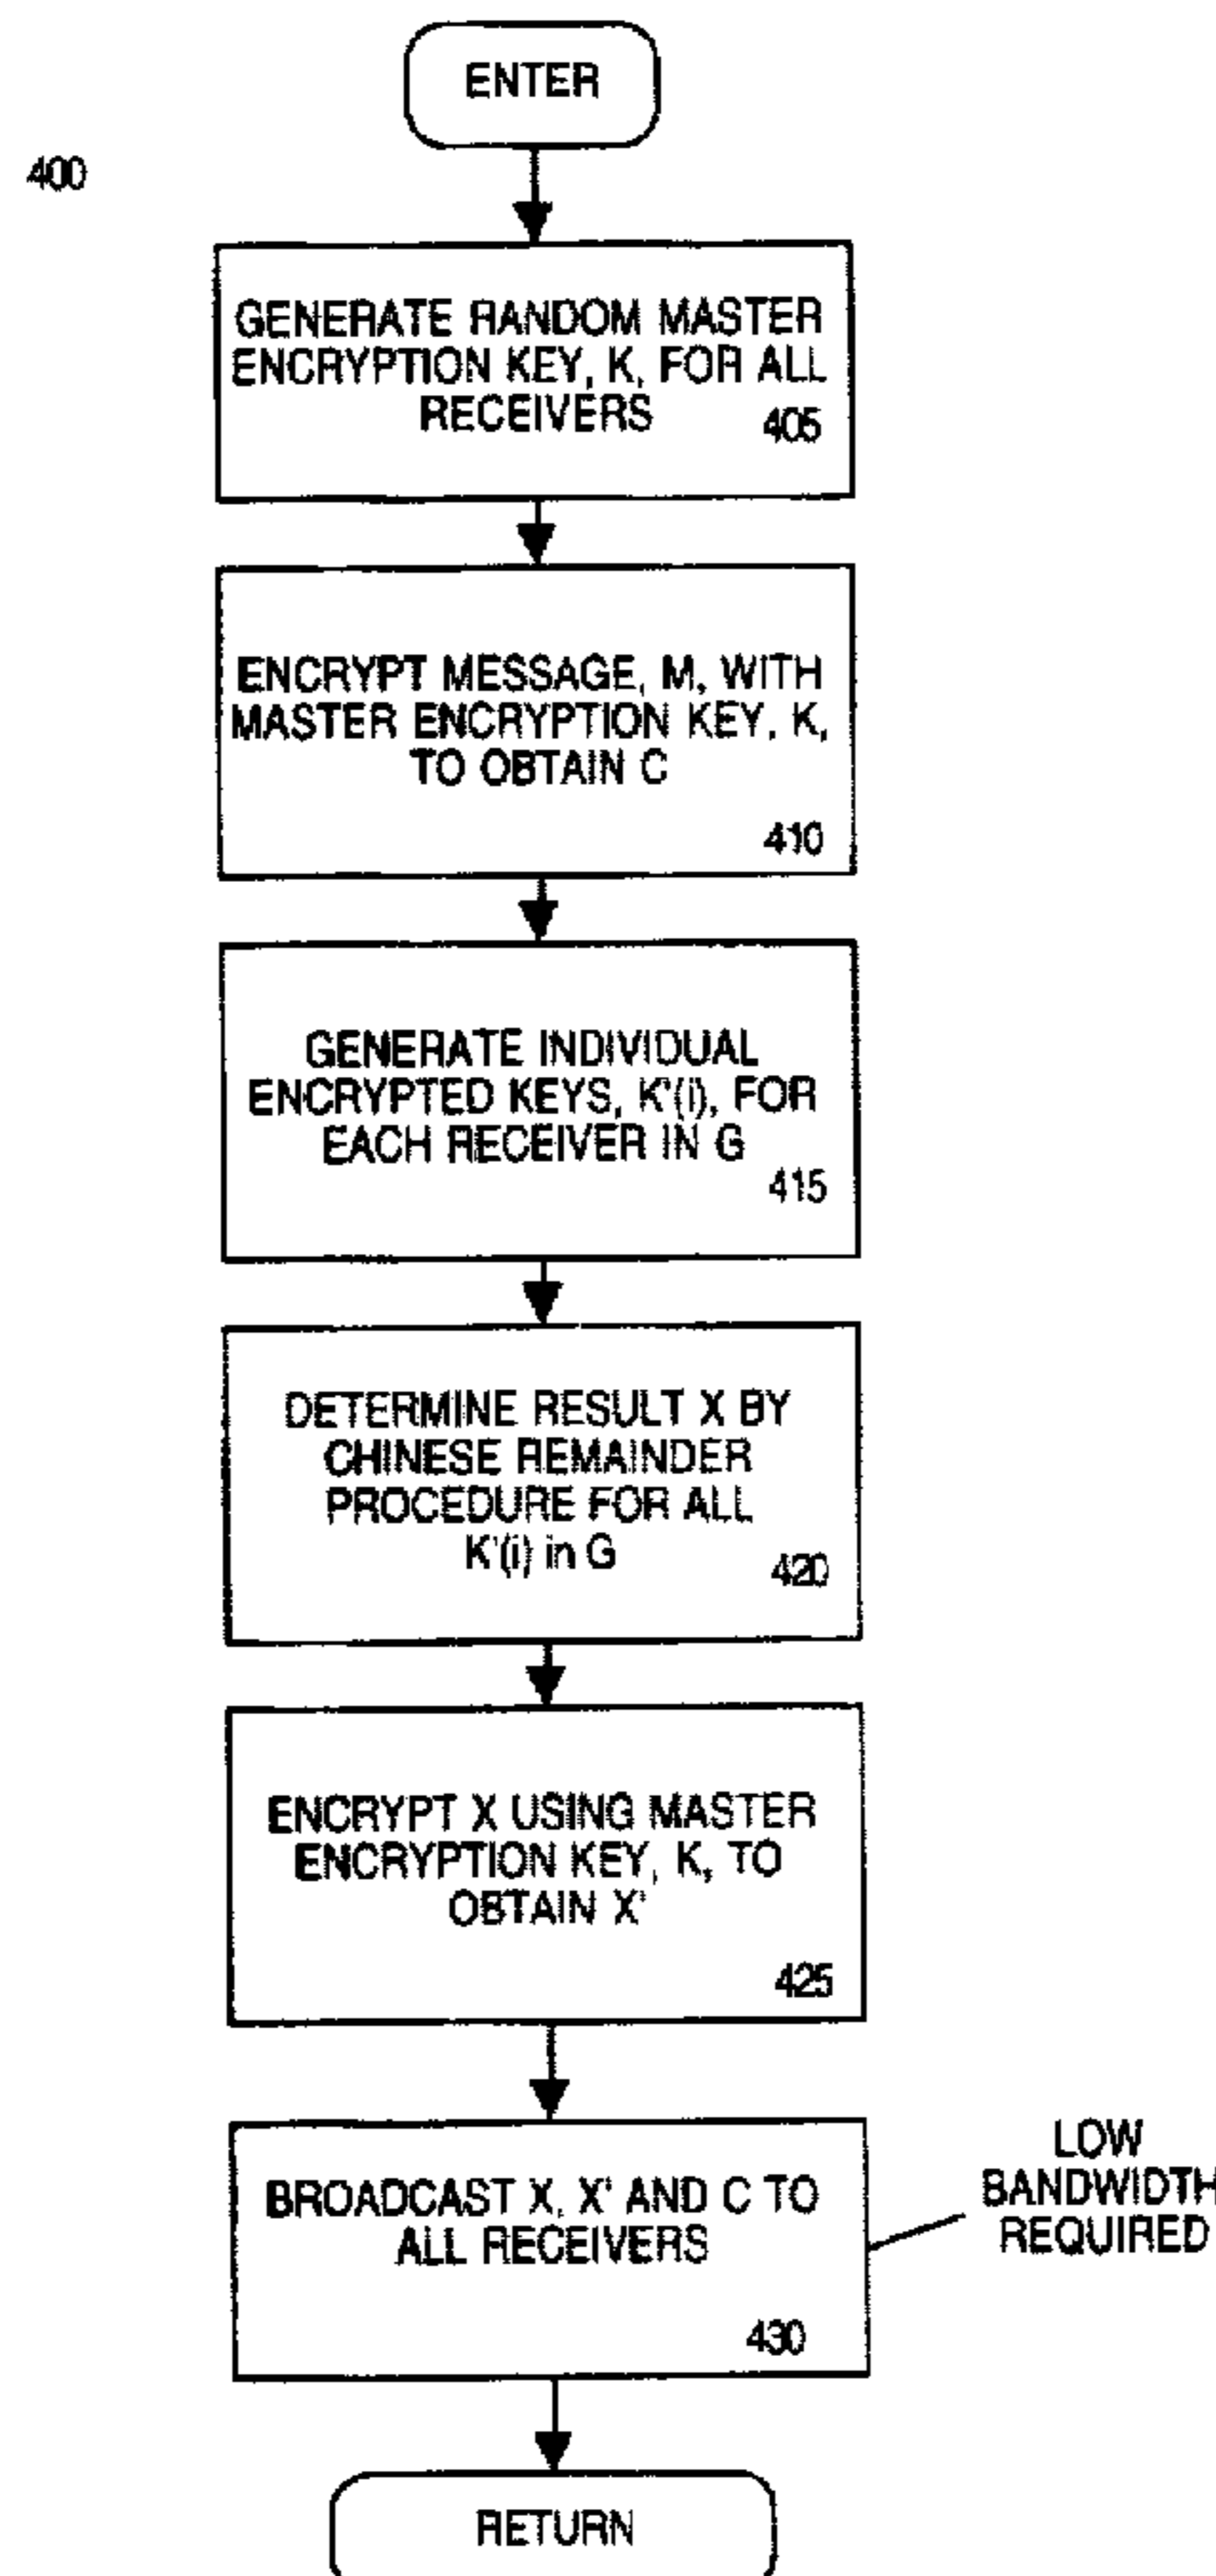 ENTER
400
GENERATE RANDOM MASTER
ENCRYPTION KEY, K, FOR ALL
RECEIVERS
405
ENCRYPT MESSAGE, M, WITH
MASTER ENCRYPTION KEY, K,
TO OBTAIN C
410
GENERATE INDIVIDUAL
ENCRYPTED KEYS, K'(i), FOR
EACH RECEIVER IN G
415
DETERMINE RESULT X BY
CHINESE REMAINDER
PROCEDURE FOR ALL
K'(i) in G
420
ENCRYPT X USING MASTER
ENCRYPTION KEY, K, TO
OBTAIN X'
425
BROADCAST X, X' AND C TO
ALL RECEIVERS
430
LOW
BANDWIDTH
REQUIRED
RETURN